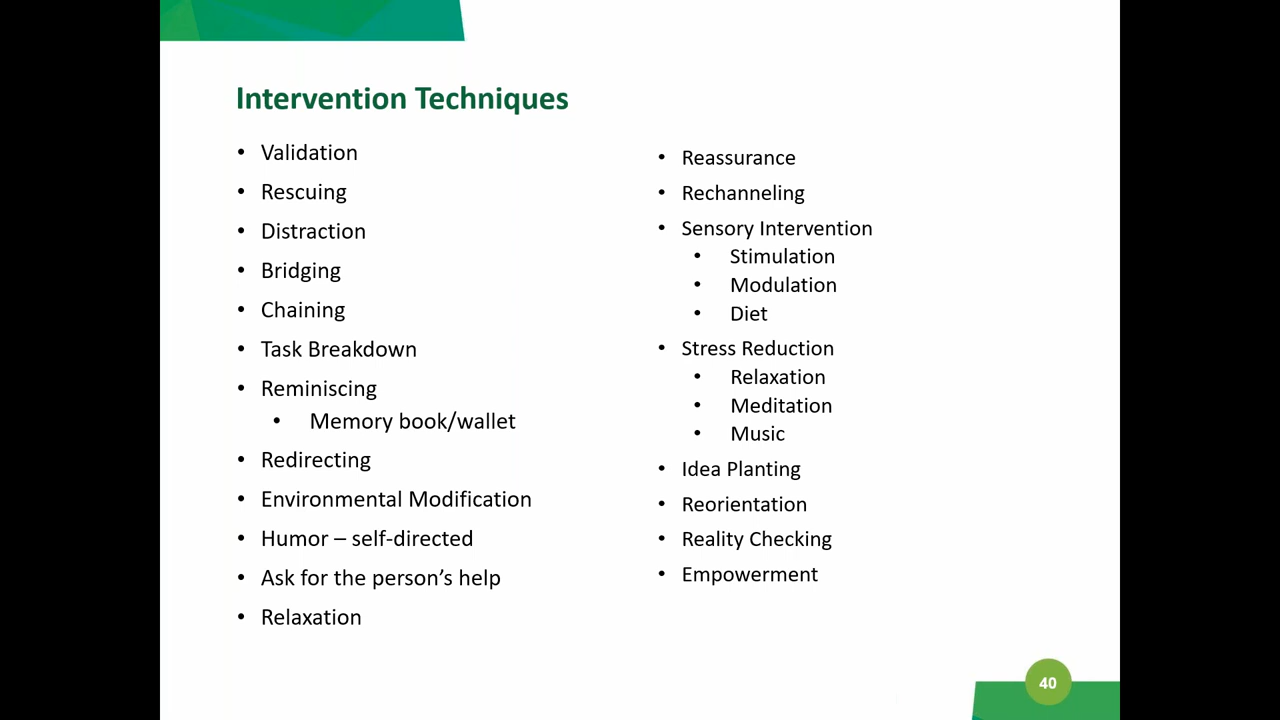 Intervention Techniques
• Validation
• Rescuing
• Distraction
• Bridging
• Chaining
• Task Breakdown
• Reminiscing
• Memory book/wallet
• Redirecting
• Environmental Modification
• Humor – self-directed
• Ask for the person’s help
• Relaxation
• Reassurance
• Rechanneling
• Sensory Intervention
• Stimulation
• Modulation
• Diet
• Stress Reduction
• Relaxation
• Meditation
• Music
• Idea Planting
• Reorientation
• Reality Checking
• Empowerment
40